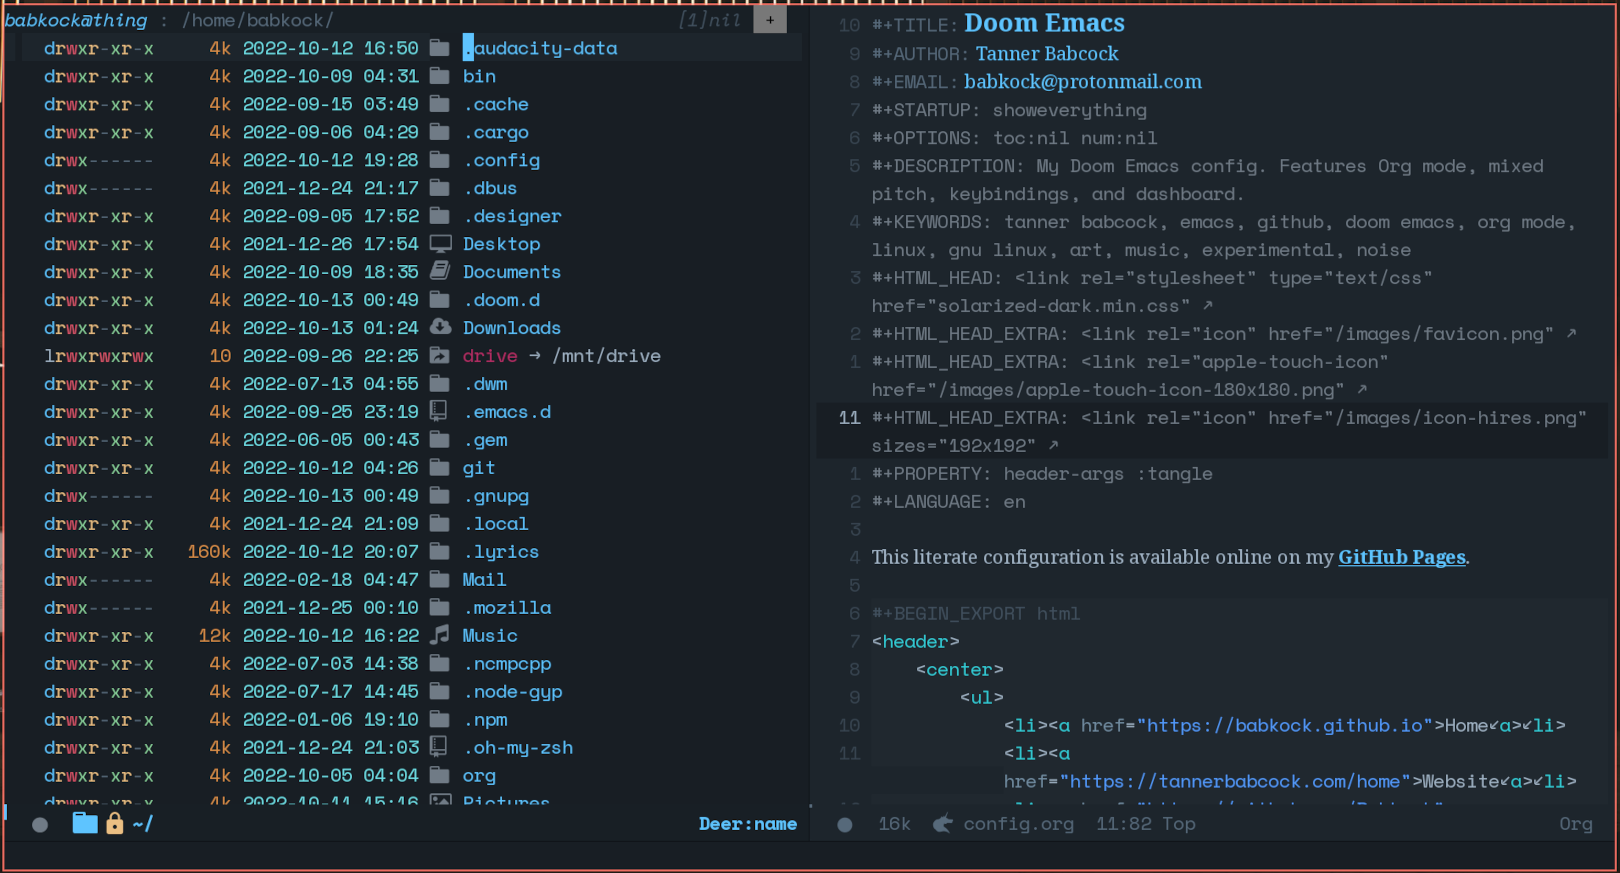 babkock@thing : /home/babkock/ [1]nil +
drwxr-xr-x 4k 2022-10-12 16:50 .audacity-data
drwxr-xr-x 4k 2022-10-09 04:31 bin
drwxr-xr-x 4k 2022-09-15 03:49 .cache
drwxr-xr-x 4k 2022-09-06 04:29 .cargo
drwx------ 4k 2022-10-12 19:28 .config
drwx------ 4k 2021-12-24 21:17 .dbus
drwxr-xr-x 4k 2022-09-05 17:52 .designer
drwxr-xr-x 4k 2021-12-26 17:54 Desktop
drwxr-xr-x 4k 2022-10-09 18:35 Documents
drwxr-xr-x 4k 2022-10-13 00:49 .doom.d
drwxr-xr-x 4k 2022-10-13 01:24 Downloads
lrwxrwxrwx 10 2022-09-26 22:25 drive → /mnt/drive
drwxr-xr-x 4k 2022-07-13 04:55 .dwm
drwxr-xr-x 4k 2022-09-25 23:19 .emacs.d
drwxr-xr-x 4k 2022-06-05 00:43 .gem
drwxr-xr-x 4k 2022-10-12 04:26 git
drwx------ 4k 2022-10-13 00:49 .gnupg
drwxr-xr-x 4k 2021-12-24 21:09 .local
drwxr-xr-x 160k 2022-10-12 20:07 .lyrics
drwx------ 4k 2022-02-18 04:47 Mail
drwx------ 4k 2021-12-25 00:10 .mozilla
drwxr-xr-x 12k 2022-10-12 16:22 Music
drwxr-xr-x 4k 2022-07-03 14:38 .ncmpcpp
drwxr-xr-x 4k 2022-07-17 14:45 .node-gyp
drwxr-xr-x 4k 2022-01-06 19:10 .npm
drwxr-xr-x 4k 2021-12-24 21:03 .oh-my-zsh
drwxr-xr-x 4k 2022-10-05 04:04 org
drwxr-xr-x 4k 2022-10-11 15:16 Pictures
~/ Deer:name
10 #+TITLE: Doom Emacs
9 #+AUTHOR: Tanner Babcock
8 #+EMAIL: babkock@protonmail.com
7 #+STARTUP: showeverything
6 #+OPTIONS: toc:nil num:nil
5 #+DESCRIPTION: My Doom Emacs config. Features Org mode, mixed
pitch, keybindings, and dashboard.
4 #+KEYWORDS: tanner babcock, emacs, github, doom emacs, org mode,
linux, gnu linux, art, music, experimental, noise
3 #+HTML_HEAD: <link rel="stylesheet" type="text/css"
href="solarized-dark.min.css" ↗
2 #+HTML_HEAD_EXTRA: <link rel="icon" href="/images/favicon.png" ↗
1 #+HTML_HEAD_EXTRA: <link rel="apple-touch-icon"
href="/images/apple-touch-icon-180x180.png" ↗
11 #+HTML_HEAD_EXTRA: <link rel="icon" href="/images/icon-hires.png"
sizes="192x192" ↗
1 #+PROPERTY: header-args :tangle
2 #+LANGUAGE: en
3
4 This literate configuration is available online on my GitHub Pages.
5
6 #+BEGIN_EXPORT html
7 <header>
8 <center>
9 <ul>
10 <li><a href="https://babkock.github.io">Home↙a>↙li>
11 <li><a
href="https://tannerbabcock.com/home">Website↙a>↙li>
16k config.org 11:82 Top Org